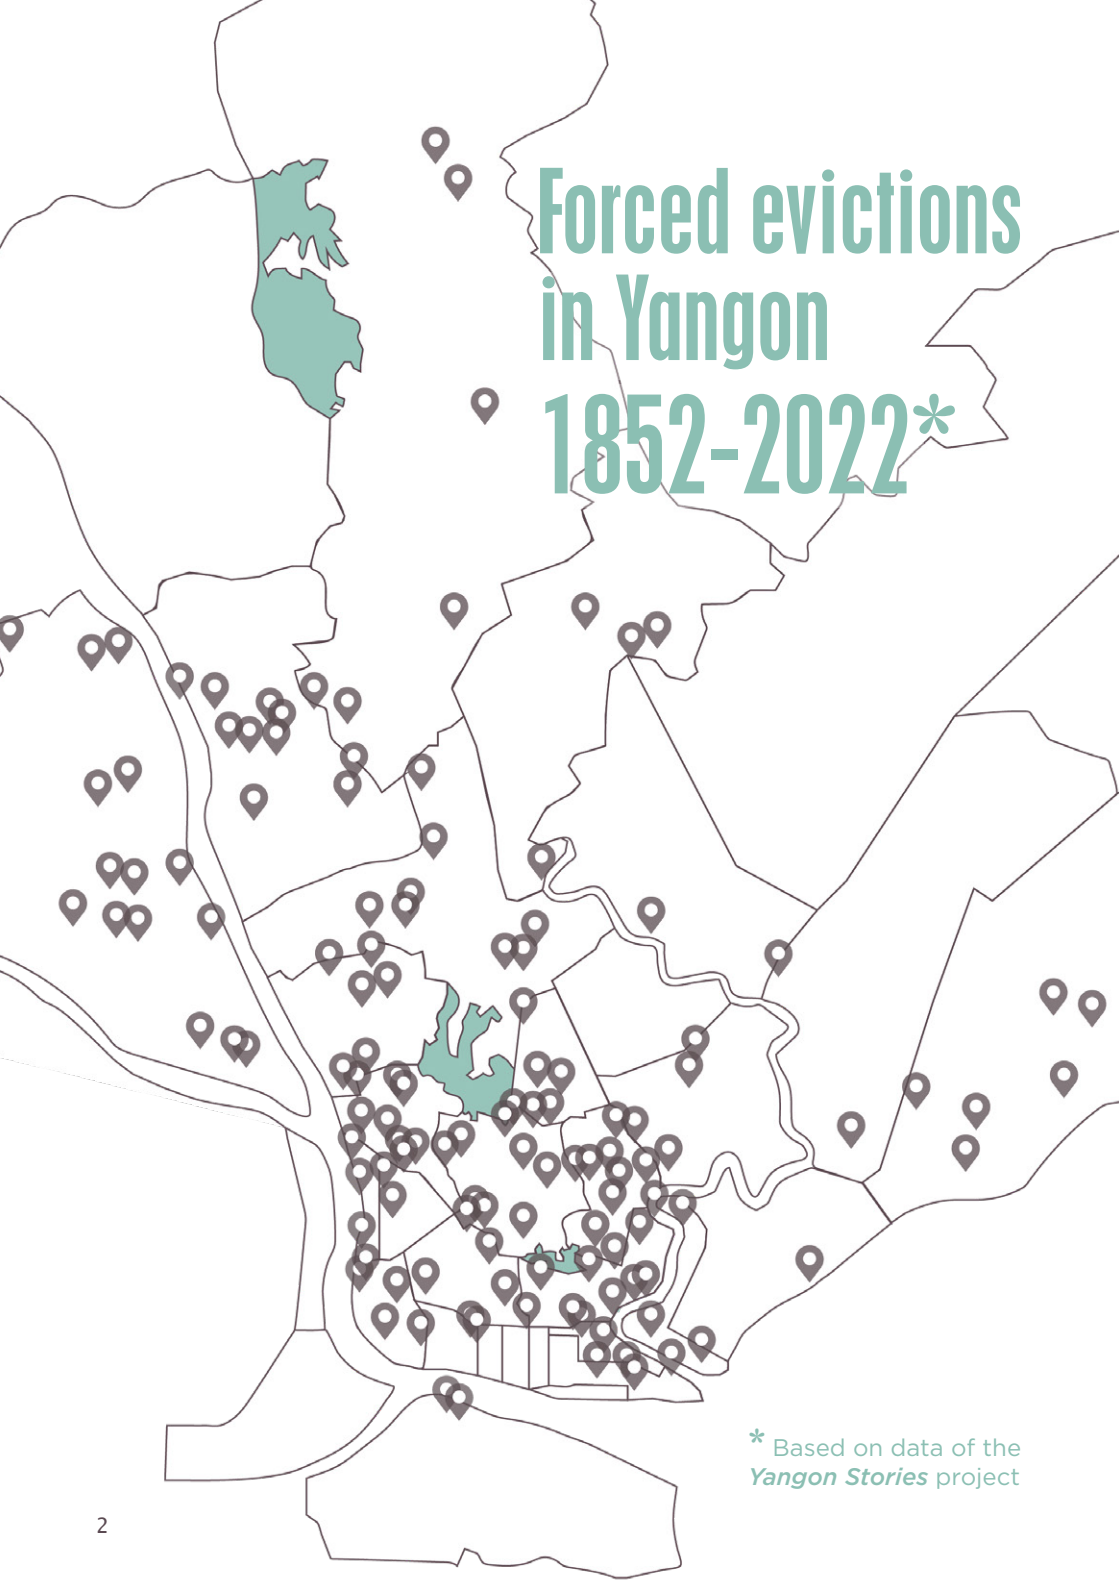 Forced evictions
in Yangon
1852-2022*
* Based on data of the
Yangon Stories project
2